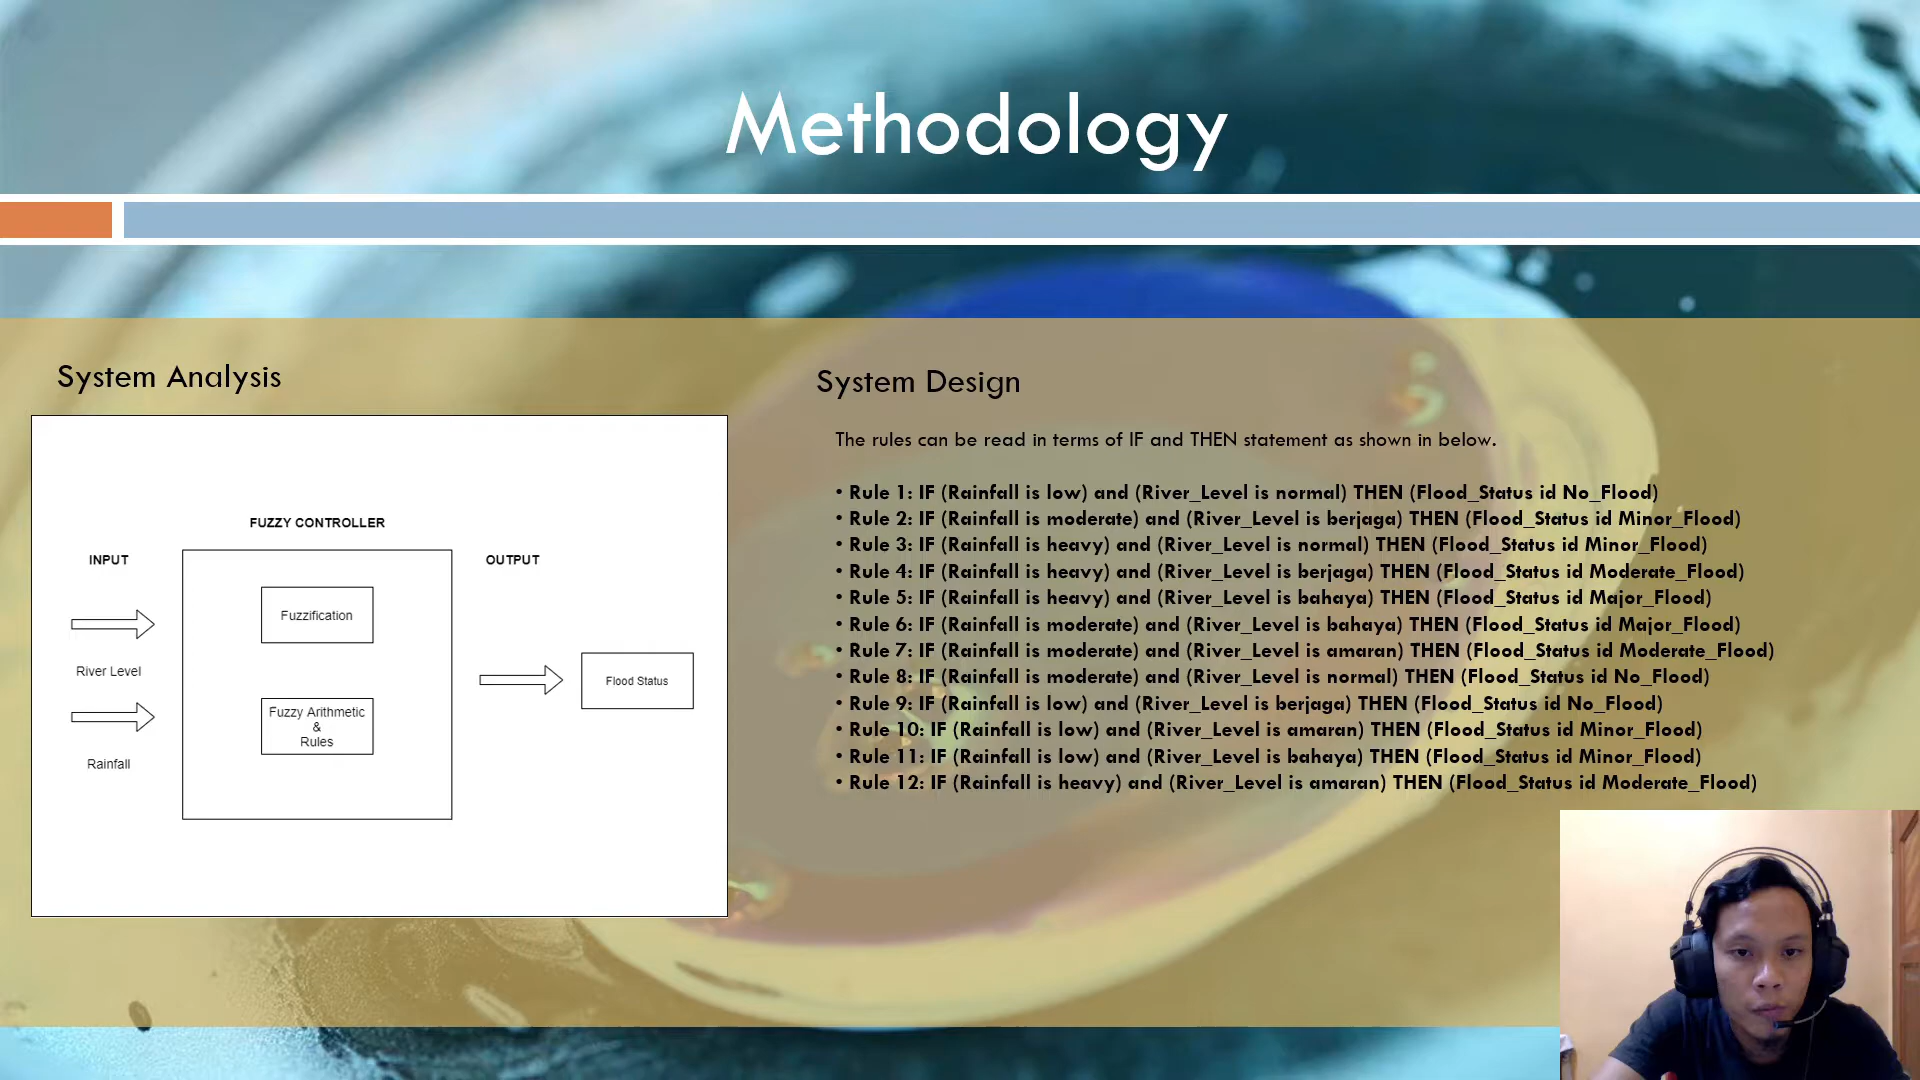 Methodology
System Analysis
FUZZY CONTROLLER
INPUT
OUTPUT
Fuzzification
River Level
Flood Status
Fuzzy Arithmetic
&
Rules
Rainfall
System Design
The rules can be read in terms of IF and THEN statement as shown in below.
• Rule 1: IF (Rainfall is low) and (River_Level is normal) THEN (Flood_Status id No_Flood)
• Rule 2: IF (Rainfall is moderate) and (River_Level is berjaga) THEN (Flood_Status id Minor_Flood)
• Rule 3: IF (Rainfall is heavy) and (River_Level is normal) THEN (Flood_Status id Minor_Flood)
• Rule 4: IF (Rainfall is heavy) and (River_Level is berjaga) THEN (Flood_Status id Moderate_Flood)
• Rule 5: IF (Rainfall is heavy) and (River_Level is bahaya) THEN (Flood_Status id Major_Flood)
• Rule 6: IF (Rainfall is moderate) and (River_Level is bahaya) THEN (Flood_Status id Major_Flood)
• Rule 7: IF (Rainfall is moderate) and (River_Level is amaran) THEN (Flood_Status id Moderate_Flood)
• Rule 8: IF (Rainfall is moderate) and (River_Level is normal) THEN (Flood_Status id No_Flood)
• Rule 9: IF (Rainfall is low) and (River_Level is berjaga) THEN (Flood_Status id No_Flood)
• Rule 10: IF (Rainfall is low) and (River_Level is amaran) THEN (Flood_Status id Minor_Flood)
• Rule 11: IF (Rainfall is low) and (River_Level is bahaya) THEN (Flood_Status id Minor_Flood)
• Rule 12: IF (Rainfall is heavy) and (River_Level is amaran) THEN (Flood_Status id Moderate_Flood)